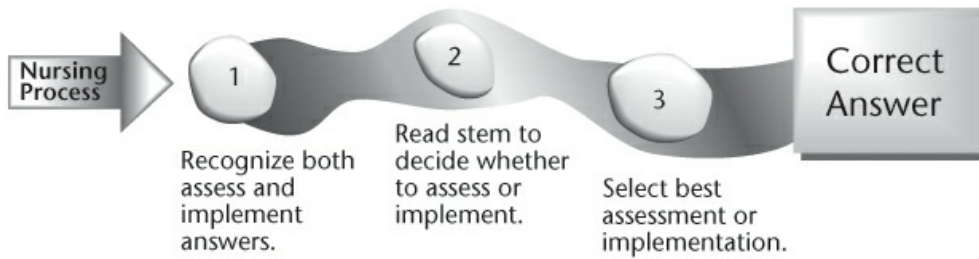 Nursing
Process
1
Recognize both
assess and
implement
answers.
2
Read stem to
decide whether
to assess or
implement.
3
Select best
assessment or
implementation.
Correct
Answer